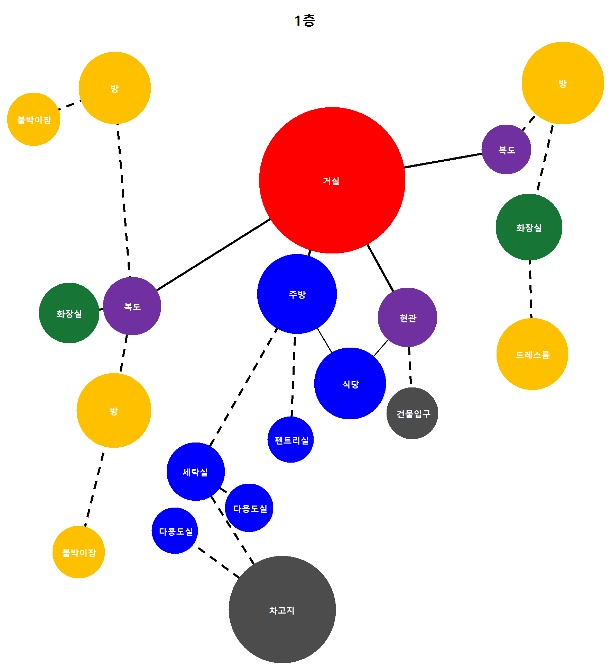 1층
방
방
붙박이장
복도
거실
화장실
주방
복도
화장실
현관
드레스룸
식당
방
건물입구
팬트리실
세탁실
다용도실
다용도실
붙박이장
차고지